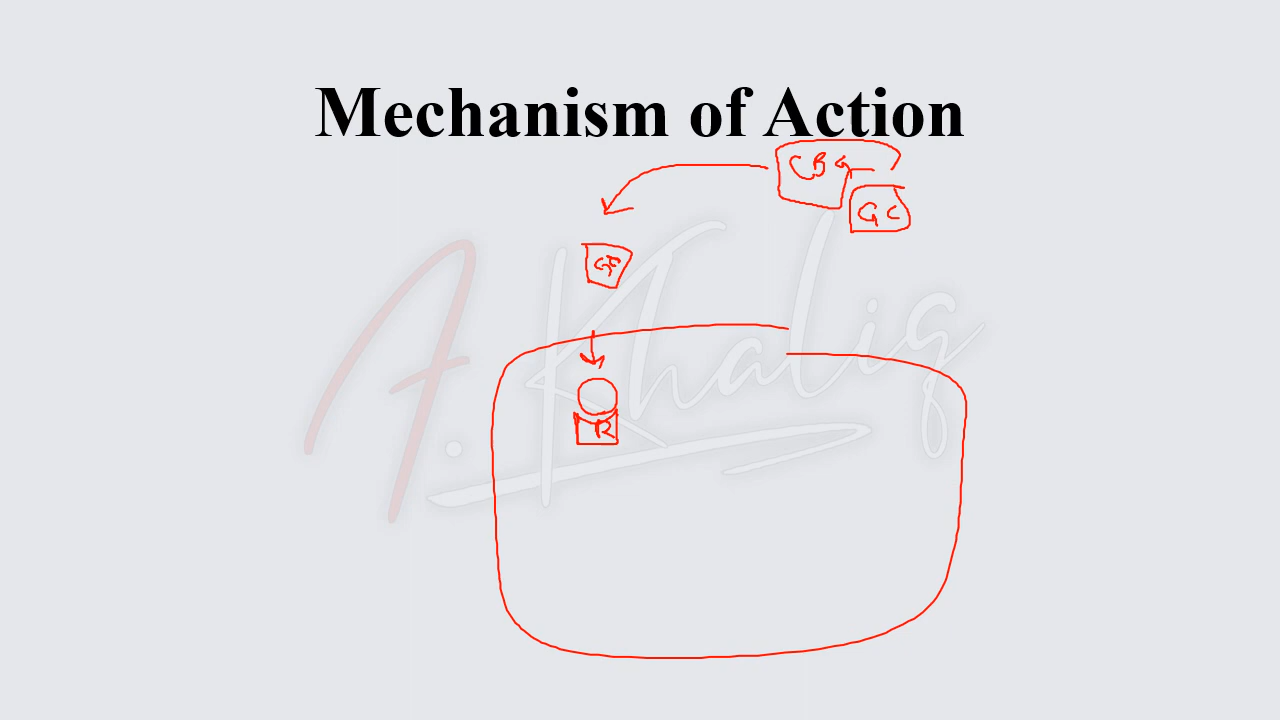 Mechanism of Action
CBG
GC
GF
R
A. Khaliq